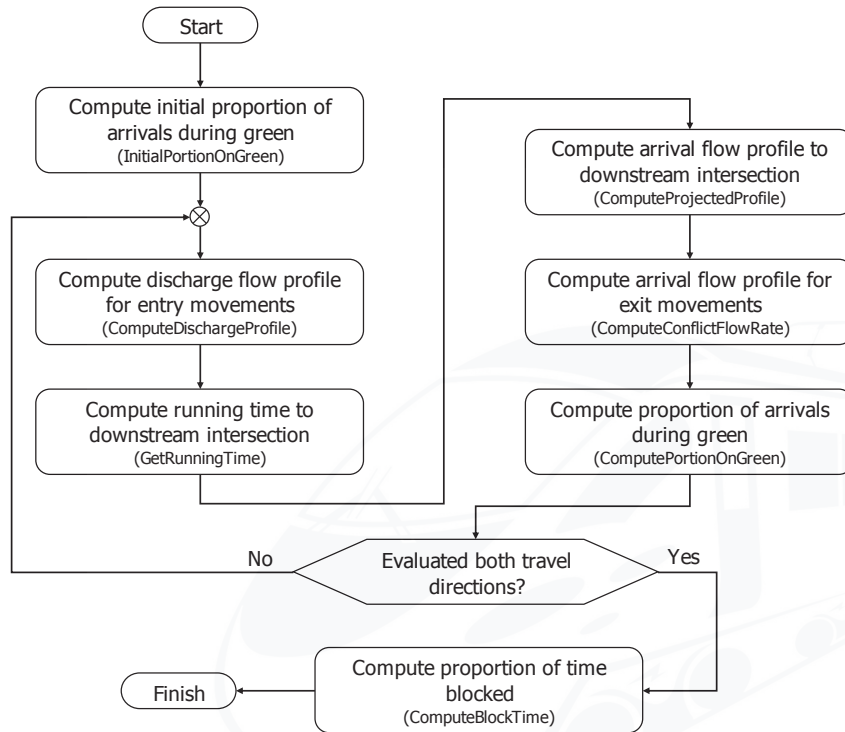 Start
Compute initial proportion of
arrivals during green
(InitialPortionOnGreen)
Compute discharge flow profile
for entry movements
(ComputeDischargeProfile)
Compute running time to
downstream intersection
(GetRunningTime)
Compute arrival flow profile to
downstream intersection
(ComputeProjectedProfile)
Compute arrival flow profile for
exit movements
(ComputeConflictFlowRate)
Compute proportion of arrivals
during green
(ComputePortionOnGreen)
No
Evaluated both travel
directions?
Yes
Compute proportion of time
blocked
(ComputeBlockTime)
Finish